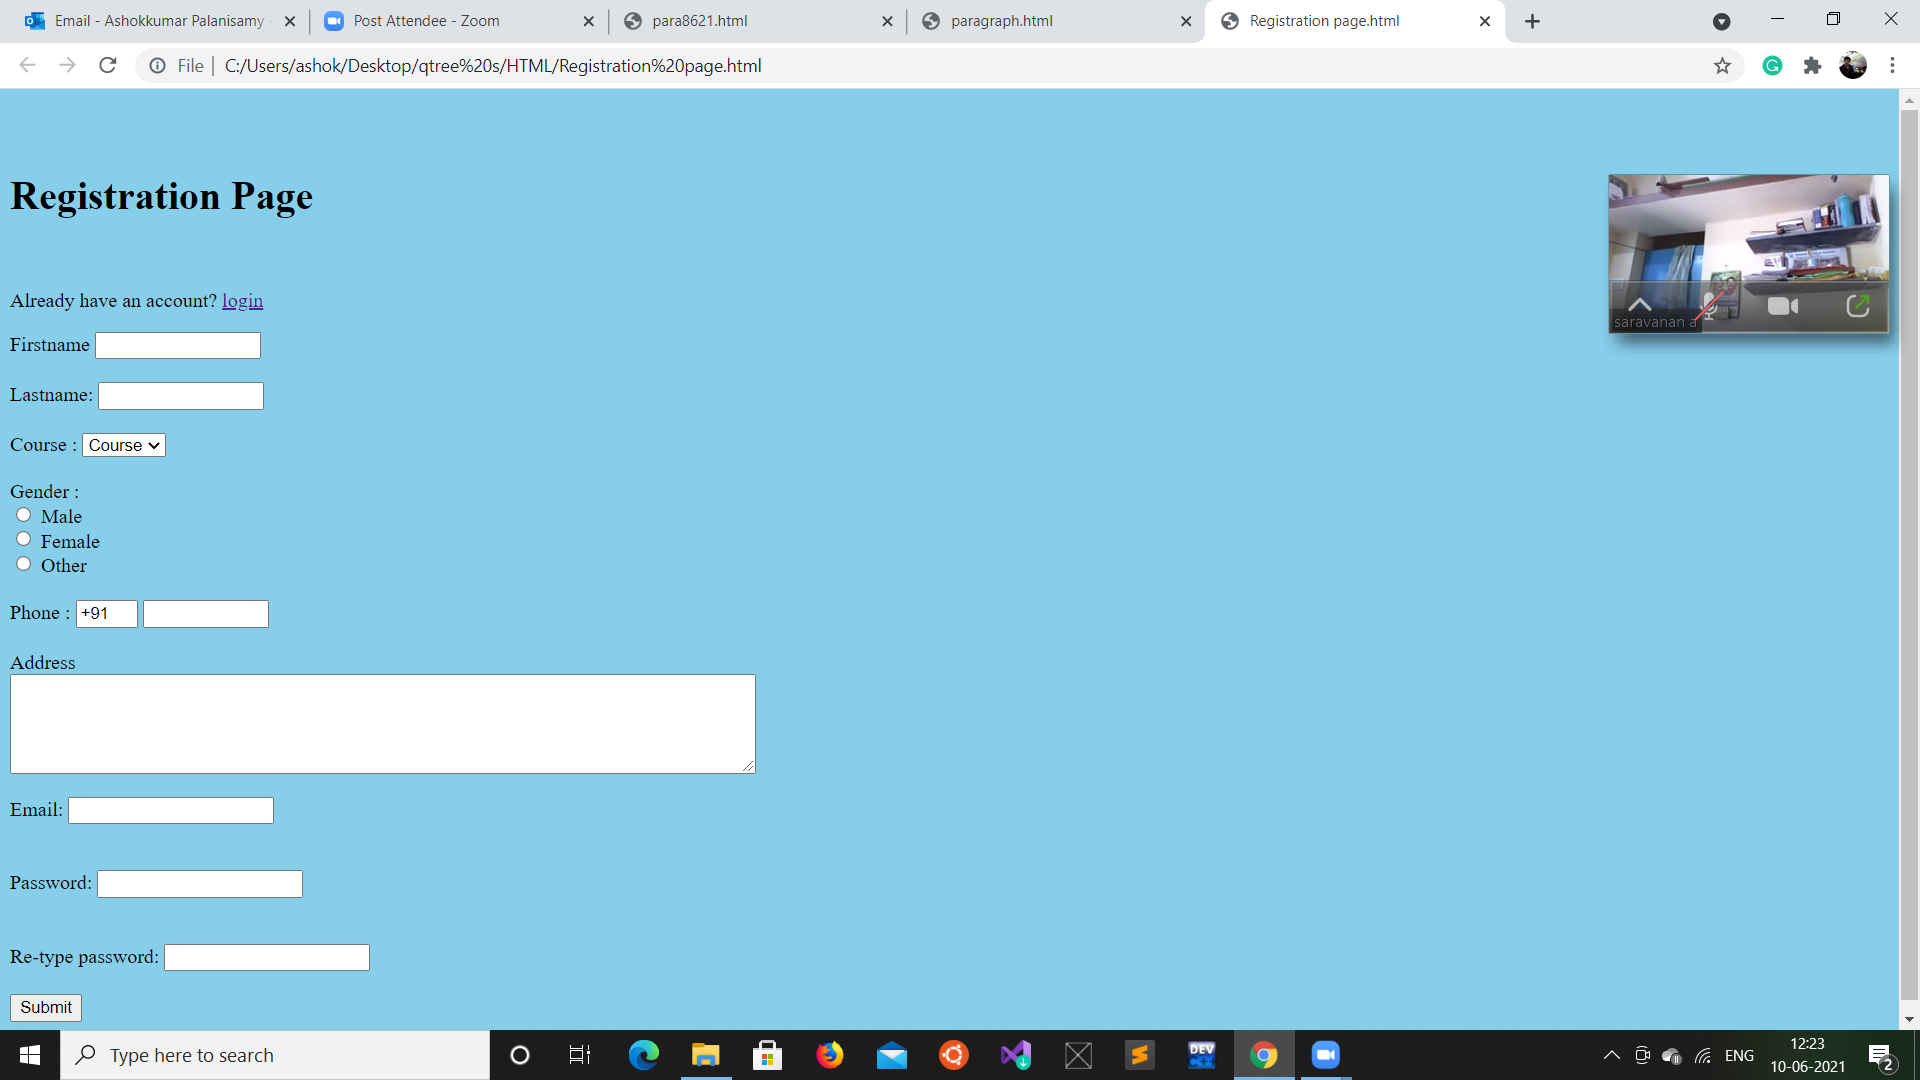 Email - Ashokkumar Palanisamy -
Post Attendee - Zoom
para8621.html
paragraph.html
Registration page.html
File | C:/Users/ashok/Desktop/qtree%20s/HTML/Registration%20page.html
Registration Page
Already have an account? login
saravanan a
Firstname
Lastname:
Course : Course
Gender :
Male
Female
Other
Phone : +91
Address
Email:
Password:
Re-type password:
Submit
Type here to search
DEV
ENG
12:23
10-06-2021
2